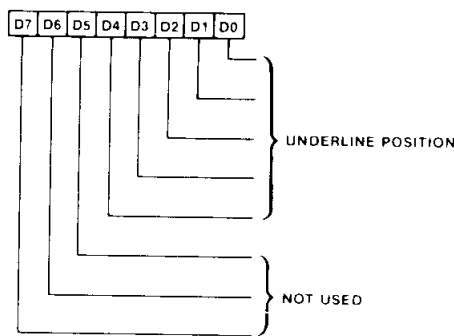 D7 D6 D5 D4 D3 D2 D1 D0
UNDERLINE POSITION
NOT USED